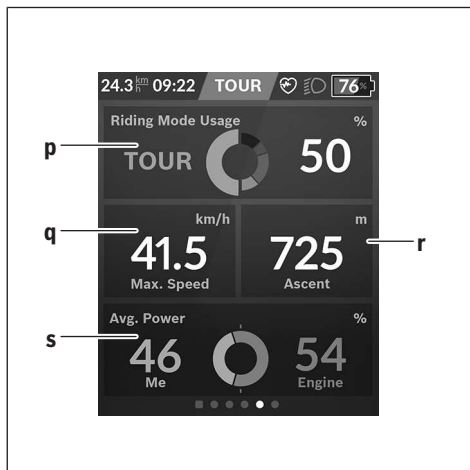 24.3 km/h 09:22 TOUR 76%
Riding Mode Usage %
p TOUR 50
q km/h m
41.5 725 r
Max. Speed Ascent
Avg. Power %
s 46 54
Me Engine